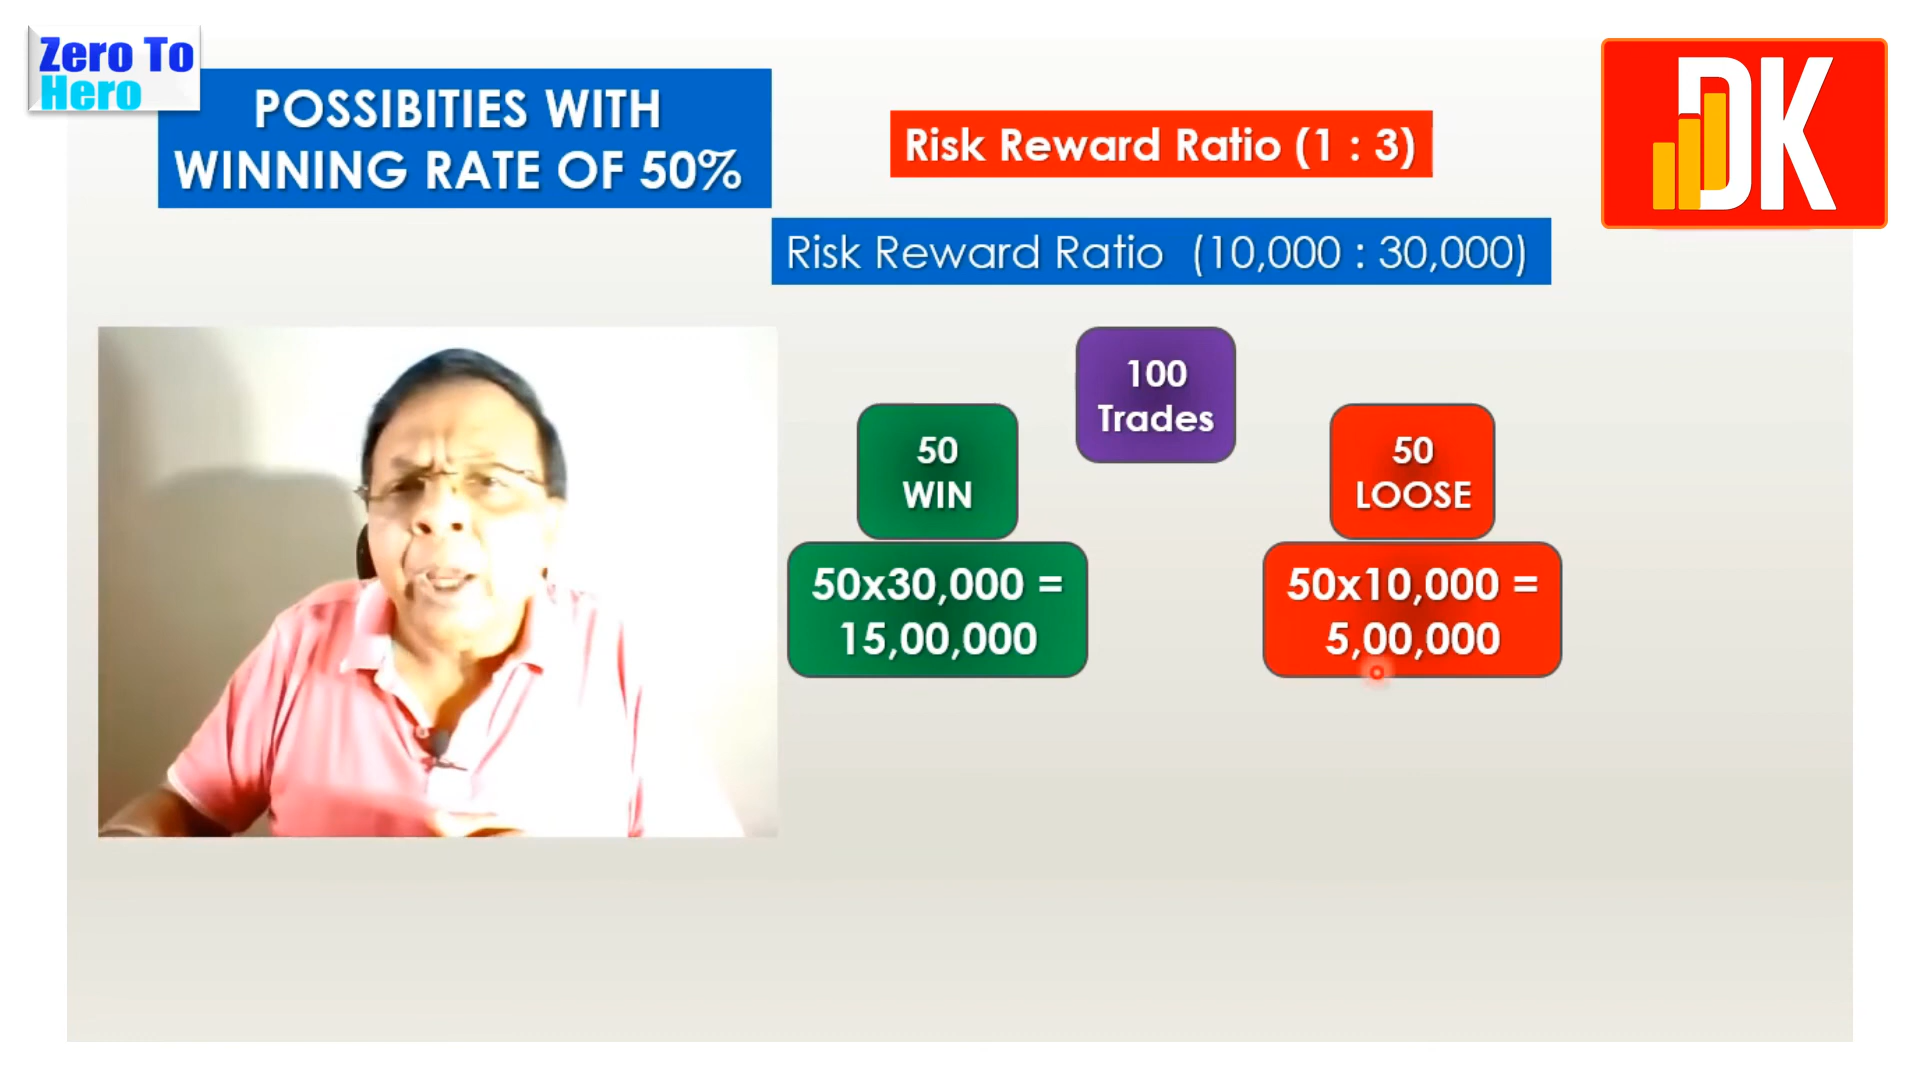 Zero To
Hero
POSSIBITIES WITH
WINNING RATE OF 50%
Risk Reward Ratio (1 : 3)
DK
Risk Reward Ratio (10,000 : 30,000)
100
Trades
50
WIN
50
LOOSE
50x30,000 =
15,00,000
50x10,000 =
5,00,000